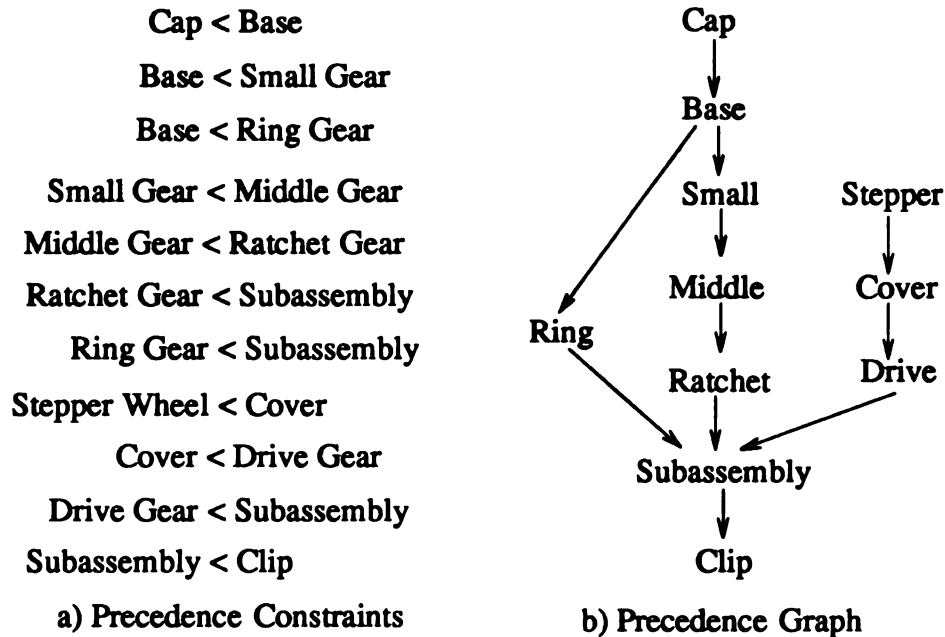 Cap < Base
Base < Small Gear
Base < Ring Gear
Small Gear < Middle Gear
Middle Gear < Ratchet Gear
Ratchet Gear < Subassembly
Ring Gear < Subassembly
Stepper Wheel < Cover
Cover < Drive Gear
Drive Gear < Subassembly
Subassembly < Clip
a) Precedence Constraints
Cap
Base
Small
Stepper
Middle
Cover
Ring
Ratchet
Drive
Subassembly
Clip
b) Precedence Graph